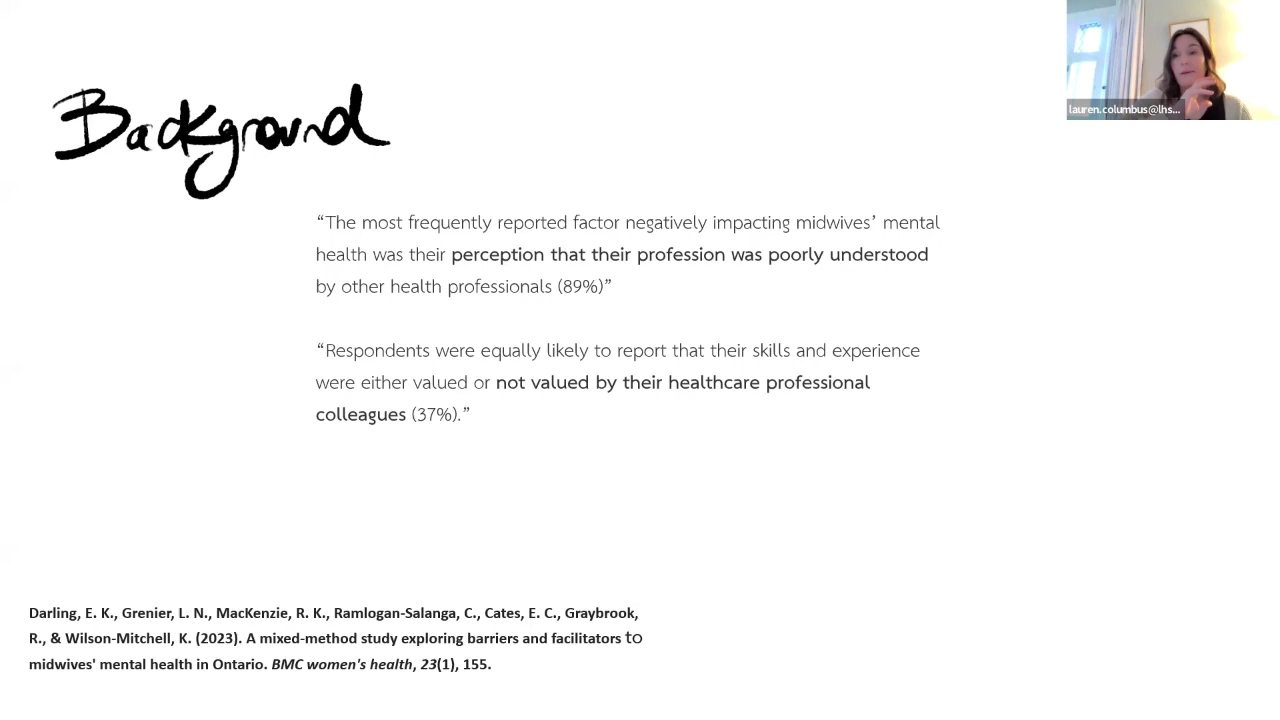 Background
lauren.columbus@lhs...
“The most frequently reported factor negatively impacting midwives’ mental
health was their perception that their profession was poorly understood
by other health professionals (89%)”
“Respondents were equally likely to report that their skills and experience
were either valued or not valued by their healthcare professional
colleagues (37%).”
Darling, E. K., Grenier, L. N., MacKenzie, R. K., Ramlogan-Salanga, C., Cates, E. C., Graybrook,
R., & Wilson-Mitchell, K. (2023). A mixed-method study exploring barriers and facilitators to
midwives' mental health in Ontario. BMC women's health, 23(1), 155.